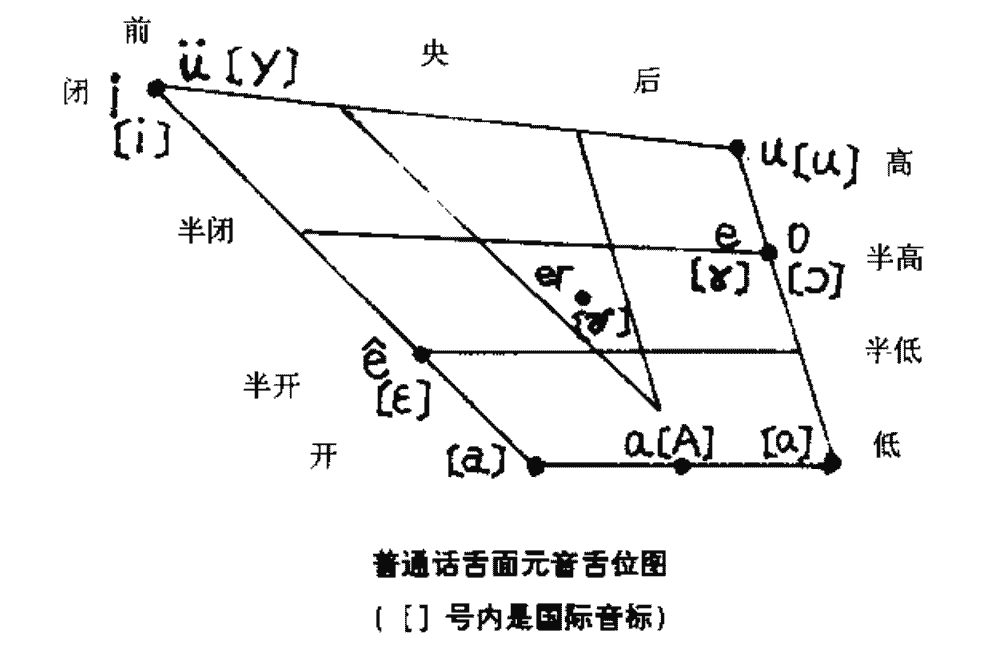 前 央 后
闭 i ü [y]
[i]
u [u] 高
半闭 e o 半高
er [ɤ] [ɔ]
ê 半低
半开 [ɛ]
开 [a] a [A] [ɑ] 低
普通话舌面元音舌位图
( [ ] 号内是国际音标)